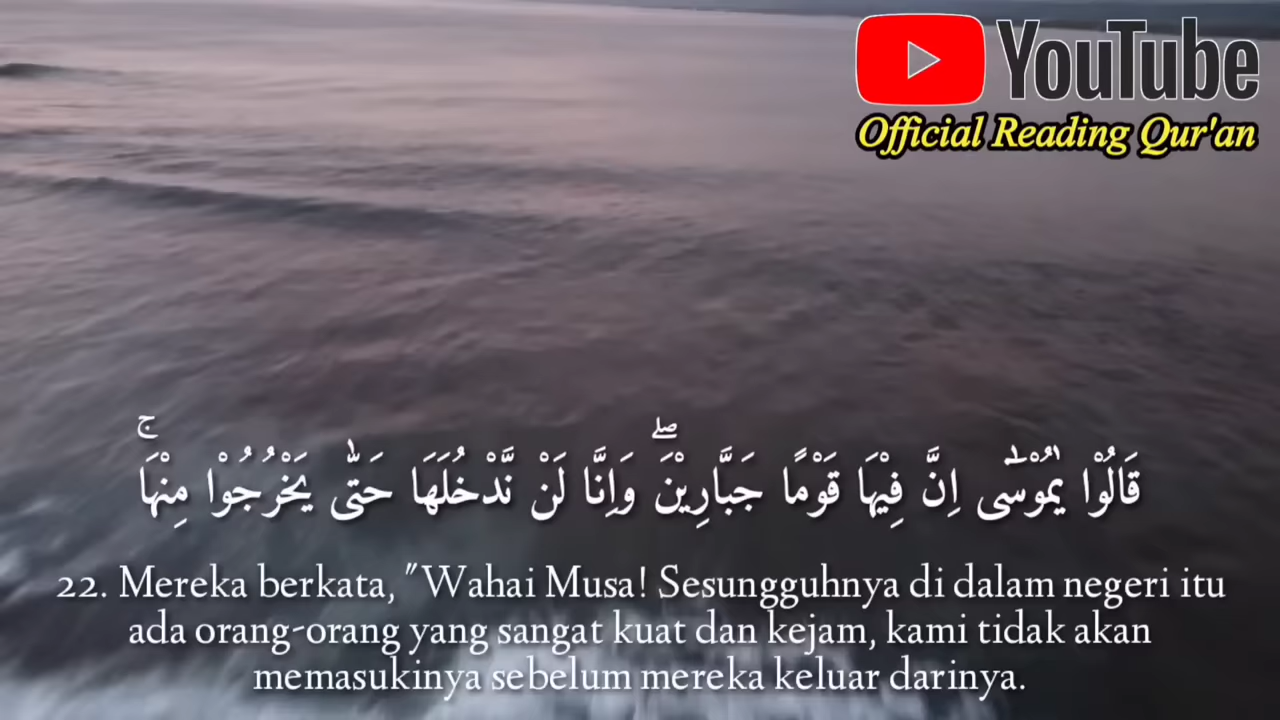 YouTube
Official Reading Qur'an
قَالُوْا يٰمُوْسٰٓى اِنَّ فِيْهَا قَوْمًا جَبَّارِيْنَۖ وَاِنَّا لَنْ نَّدْخُلَهَا حَتّٰى يَخْرُجُوْا مِنْهَاۚ
22. Mereka berkata, "Wahai Musa! Sesungguhnya di dalam negeri itu
ada orang-orang yang sangat kuat dan kejam, kami tidak akan
memasukinya sebelum mereka keluar darinya.